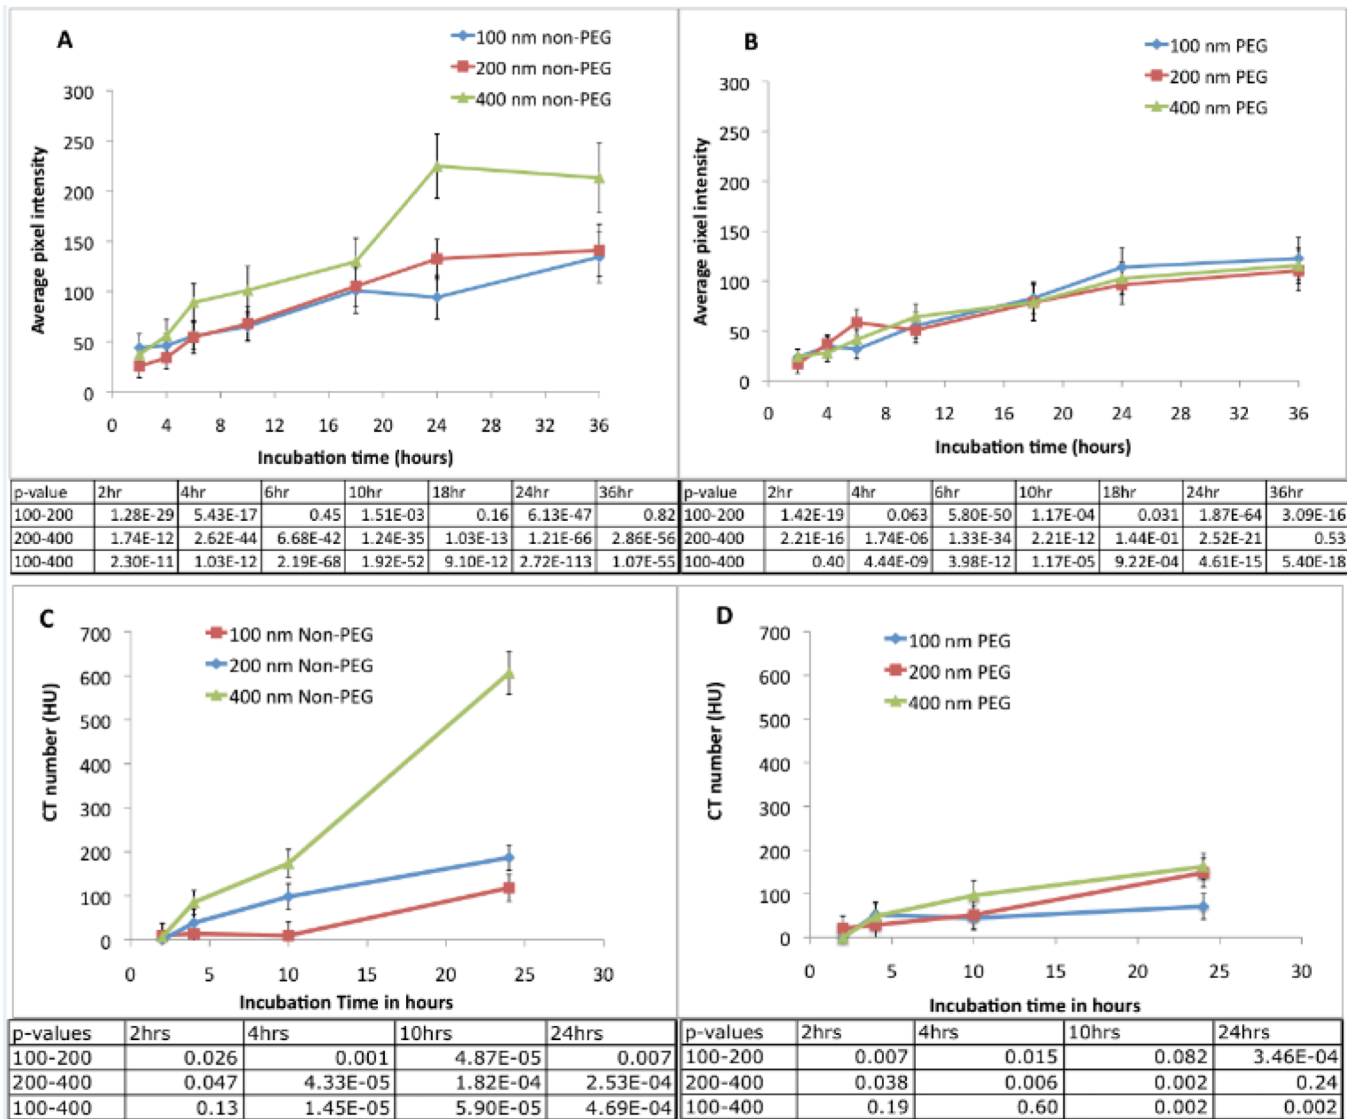 A
100 nm non-PEG
200 nm non-PEG
400 nm non-PEG
300
250
200
150
100
50
0
Average pixel intensity
0 4 8 12 16 20 24 28 32 36
Incubation time (hours)
p-value 2hr 4hr 6hr 10hr 18hr 24hr 36hr
100-200 1.28E-29 5.43E-17 0.45 1.51E-03 0.16 6.13E-47 0.82
200-400 1.74E-12 2.62E-44 6.68E-42 1.24E-35 1.03E-13 1.21E-66 2.86E-56
100-400 2.30E-11 1.03E-12 2.19E-68 1.92E-52 9.10E-12 2.72E-113 1.07E-55
B
100 nm PEG
200 nm PEG
400 nm PEG
300
250
200
150
100
50
0
Average pixel intensity
0 4 8 12 16 20 24 28 32 36
Incubation time (hours)
p-value 2hr 4hr 6hr 10hr 18hr 24hr 36hr
100-200 1.42E-19 0.063 5.80E-50 1.17E-04 0.031 1.87E-64 3.09E-16
200-400 2.21E-16 1.74E-06 1.33E-34 2.21E-12 1.44E-01 2.52E-21 0.53
100-400 0.40 4.44E-09 3.98E-12 1.17E-05 9.22E-04 4.61E-15 5.40E-18
C
100 nm Non-PEG
200 nm Non-PEG
400 nm Non-PEG
700
600
500
400
300
200
100
0
CT number (HU)
0 5 10 15 20 25 30
Incubation Time in hours
p-values 2hrs 4hrs 10hrs 24hrs
100-200 0.026 0.001 4.87E-05 0.007
200-400 0.047 4.33E-05 1.82E-04 2.53E-04
100-400 0.13 1.45E-05 5.90E-05 4.69E-04
D
100 nm PEG
200 nm PEG
400 nm PEG
700
600
500
400
300
200
100
0
CT number (HU)
0 5 10 15 20 25 30
Incubation time in hours
p-values 2hrs 4hrs 10hrs 24hrs
100-200 0.007 0.015 0.082 3.46E-04
200-400 0.038 0.006 0.002 0.24
100-400 0.19 0.60 0.002 0.002